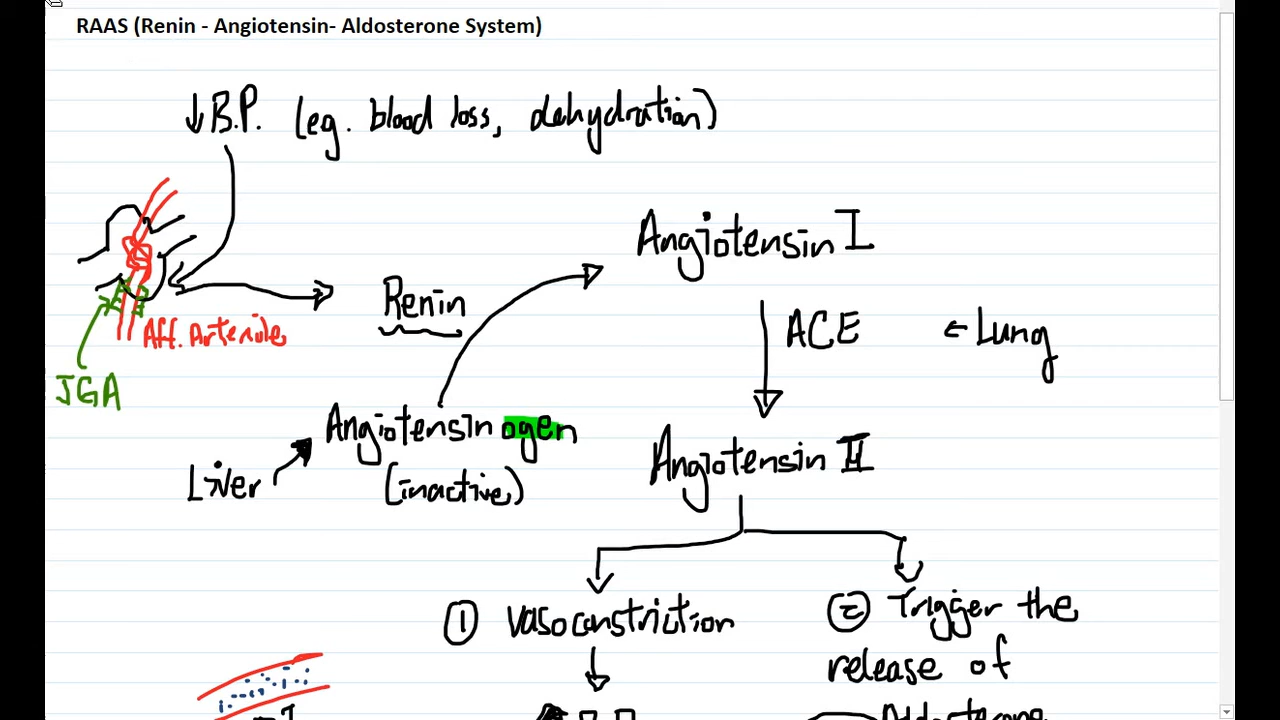 RAAS (Renin - Angiotensin- Aldosterone System)
↓B.P. (eg. blood loss, dehydration)
Angiotensin I
Renin
ACE ← Lung
Aff. Arteriole
JGA
Angiotensinogen
(inactive)
Liver
Angiotensin II
① Vasoconstriction
② Trigger the
release of
Aldosterone